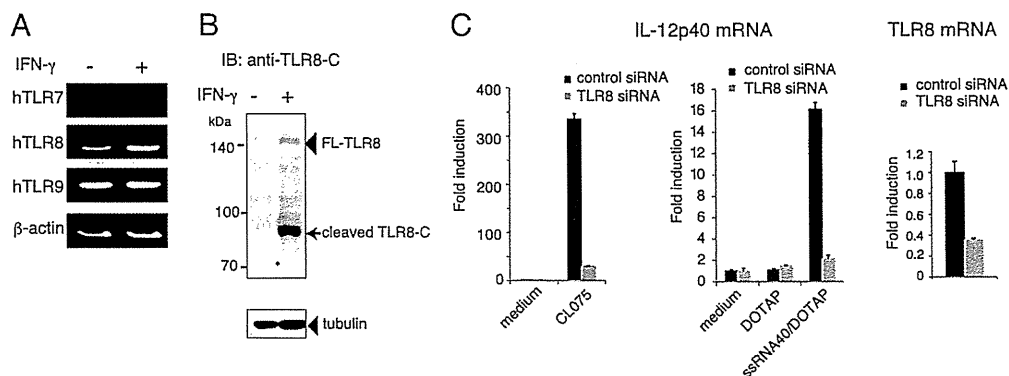 A
IFN-γ
- +
hTLR7
hTLR8
hTLR9
β-actin
B
IB: anti-TLR8-C
IFN-γ - +
kDa
140
FL-TLR8
100
cleaved TLR8-C
70
tubulin
C
IL-12p40 mRNA
control siRNA
TLR8 siRNA
Fold induction
400
300
200
100
0
medium
CL075
control siRNA
TLR8 siRNA
Fold induction
18
16
14
12
10
8
6
4
2
0
medium
DOTAP
ssRNA40/DOTAP
TLR8 mRNA
control siRNA
TLR8 siRNA
Fold induction
1.2
1.0
0.8
0.6
0.4
0.2
0